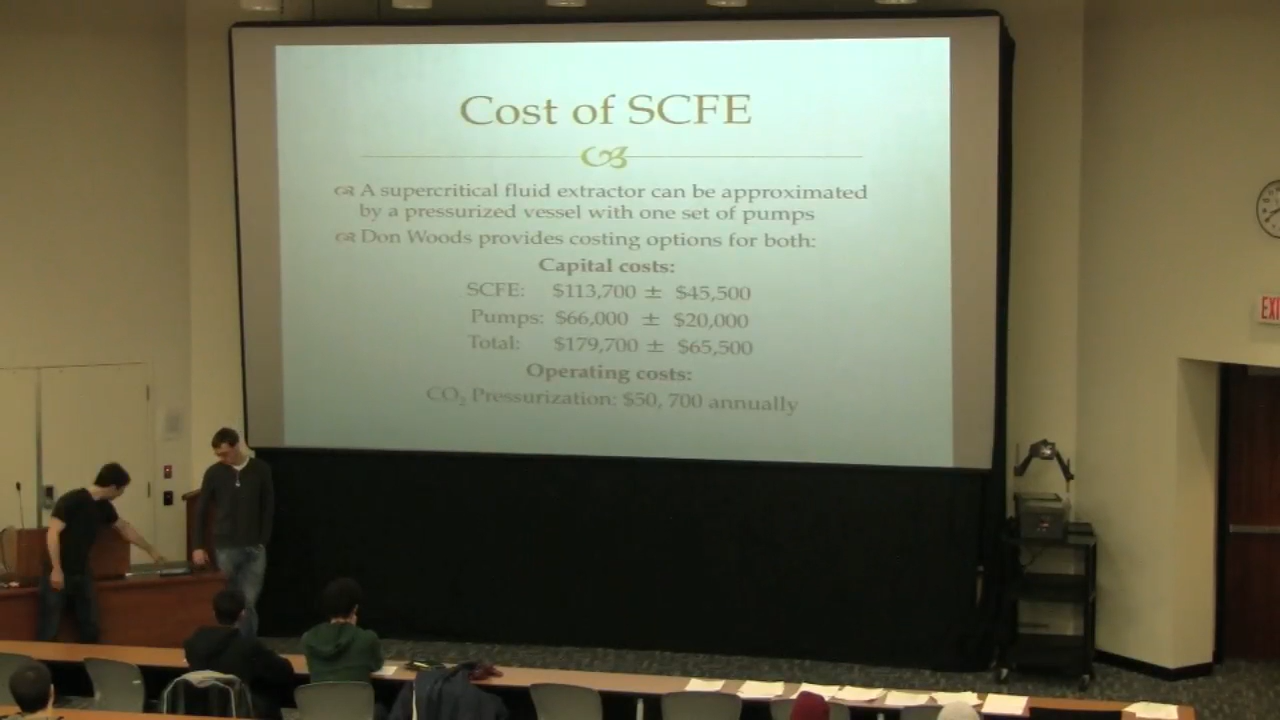 Cost of SCFE
A supercritical fluid extractor can be approximated
by a pressurized vessel with one set of pumps
Don Woods provides costing options for both:
Capital costs:
SCFE: $113,700 ± $45,500
Pumps: $66,000 ± $20,000
Total: $179,700 ± $65,500
Operating costs:
CO₂ Pressurization: $50, 700 annually
EXI